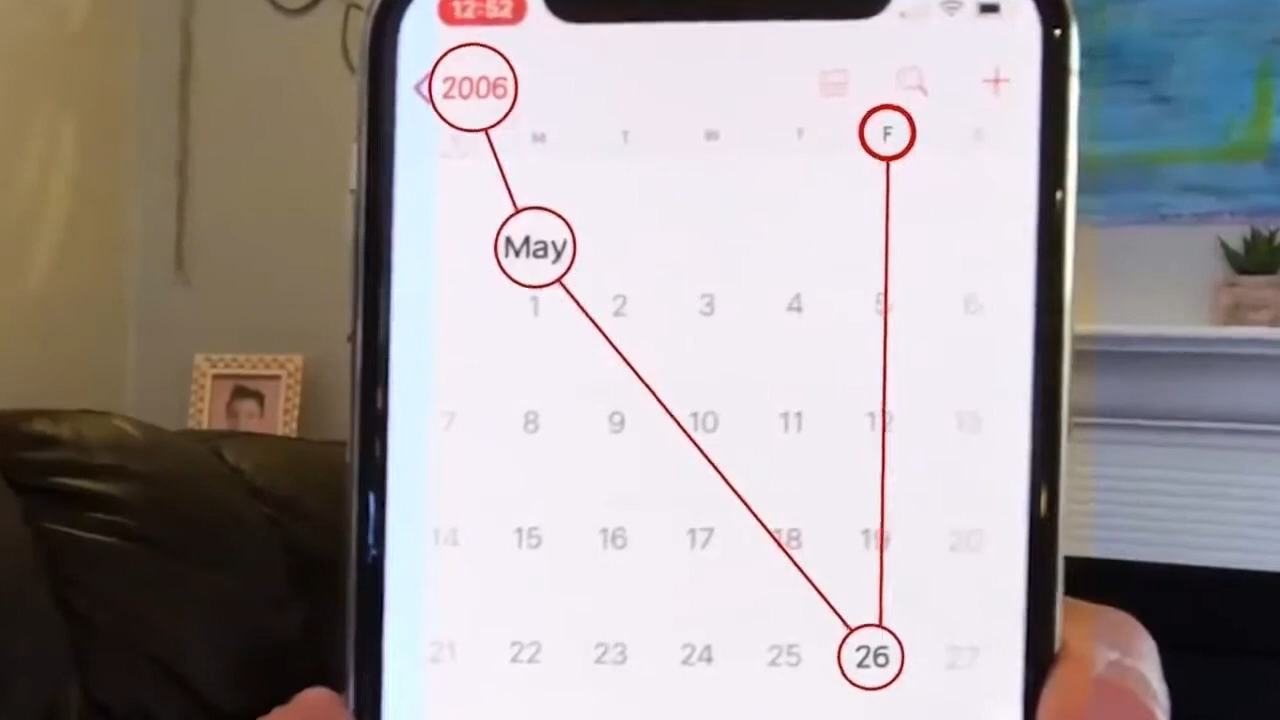 12:52
2006
M T W T F S
May
1 2 3 4 5 6
7 8 9 10 11 12 13
14 15 16 17 18 19 20
21 22 23 24 25 26 27